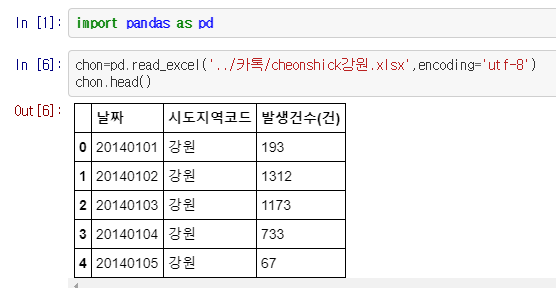 In [1]: import pandas as pd
In [6]: chon=pd.read_excel('../카톡/cheonshick강원.xlsx',encoding='utf-8')
chon.head()
Out[6]:
날짜 시도지역코드 발생건수(건)
0 20140101 강원 193
1 20140102 강원 1312
2 20140103 강원 1173
3 20140104 강원 733
4 20140105 강원 67